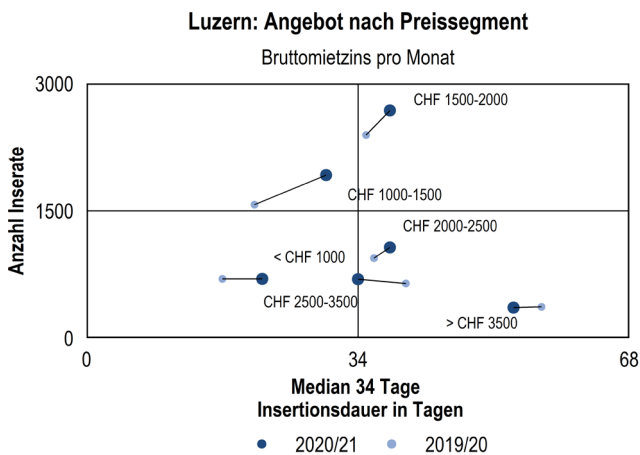 Luzern: Angebot nach Preissegment
Bruttomietzins pro Monat
3000
CHF 1500-2000
CHF 1000-1500
Anzahl Inserate
1500
CHF 2000-2500
< CHF 1000
CHF 2500-3500
> CHF 3500
0
0
34
68
Median 34 Tage
Insertionsdauer in Tagen
2020/21
2019/20